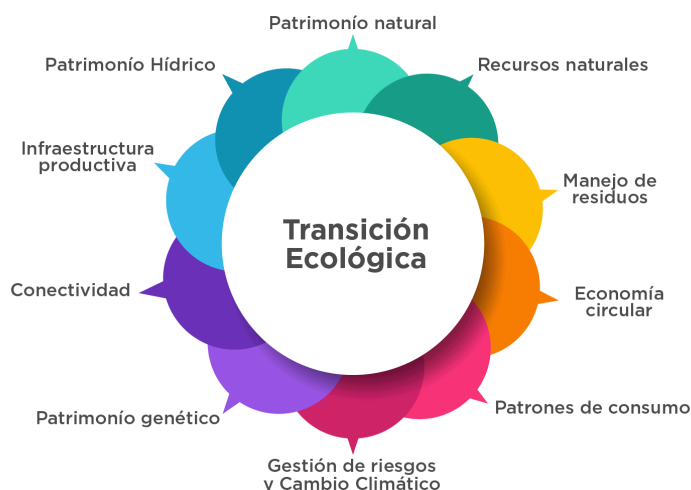 Patrimonío natural
Recursos naturales
Manejo de
residuos
Economía
circular
Patrones de consumo
Gestión de riesgos
y Cambio Climático
Patrimonío genético
Conectividad
Infraestructura
productiva
Patrimonío Hídrico
Transición
Ecológica